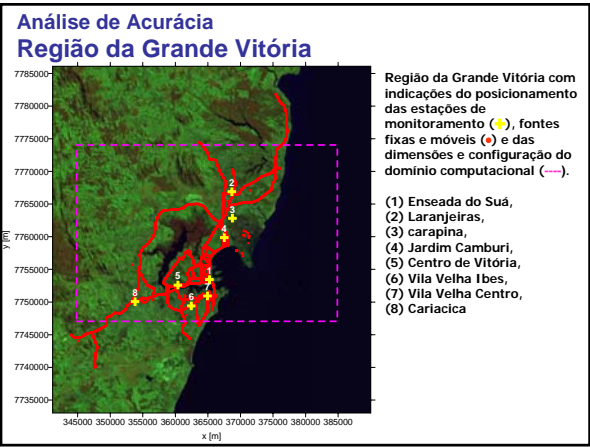 Análise de Acurácia
Região da Grande Vitória
7785000
7780000
7775000
7770000
7765000
7760000
7755000
7750000
7745000
7740000
7735000
y [m]
2
3
4
1
5
7
6
8
345000 350000 355000 360000 365000 370000 375000 380000 385000
x [m]
Região da Grande Vitória com
indicações do posicionamento
das estações de
monitoramento (+), fontes
fixas e móveis (•) e das
dimensões e configuração do
domínio computacional (----).
(1) Enseada do Suá,
(2) Laranjeiras,
(3) carapina,
(4) Jardim Camburi,
(5) Centro de Vitória,
(6) Vila Velha Ibes,
(7) Vila Velha Centro,
(8) Cariacica